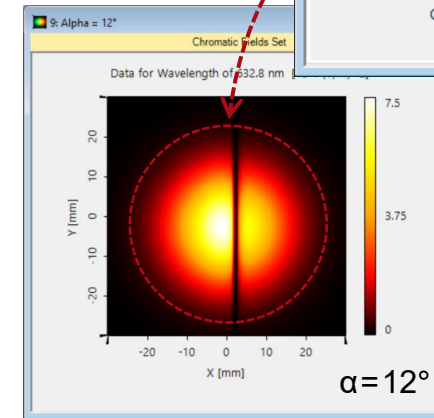 9: Alpha = 12°
Chromatic Fields Set
Data for Wavelength of 632.8 nm
7.5
3.75
0
20
10
0
-10
-20
Y [mm]
-20 -10 0 10 20
X [mm]
α=12°